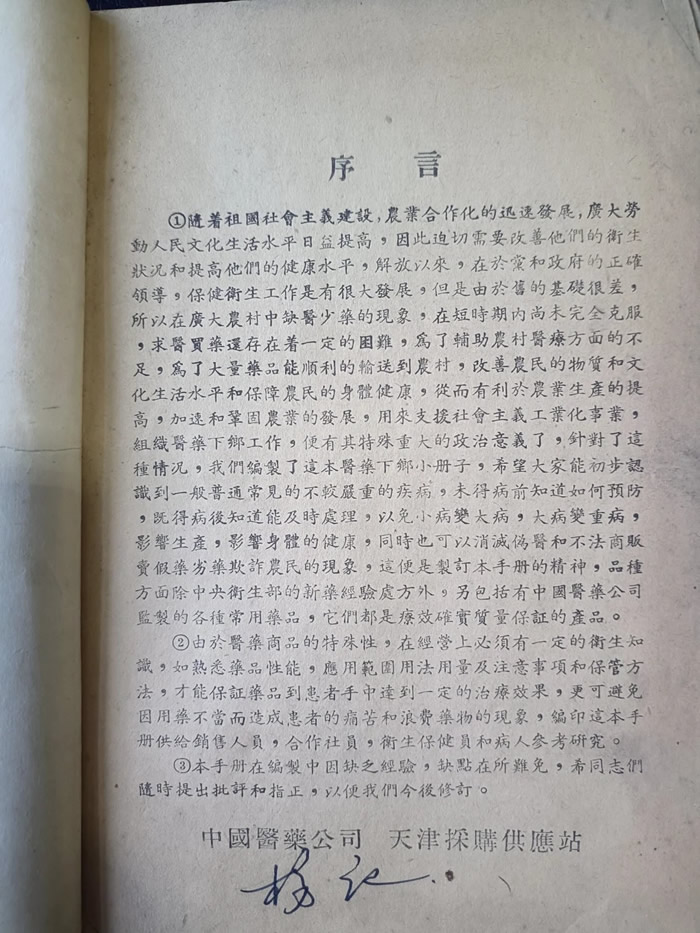 序言
①隨着祖國社會主義建設，農業合作化的迅速發展，廣大勞
動人民文化生活水平日益提高，因此迫切需要改善他們的衛生
狀况和提高他們的健康水平，解放以來，在於黨和政府的正確
領導，保健衛生工作是有很大發展，但是由於舊的基礎很差，
所以在廣大農村中缺醫少藥的現象，在短時期內尚未完全克服
，求醫買藥還存在着一定的困難，爲了輔助農村醫療方面的不
足，爲了大量藥品能順利的輸送到農村，改善農民的物質和文
化生活水平和保障農民的身體健康，從而有利於農業生產的提
高，加速和鞏固農業的發展，用來支援社會主義工業化事業，
組織醫藥下鄉工作，便有其特殊重大的政治意義了，針對了這
種情况，我們編製了這本醫藥下鄉小册子，希望大家能初步認
識到一般普通常見的不較嚴重的疾病，未得病前知道如何預防
，既得病後知道能及時處理，以免小病變大病，大病變重病，
影響生產，影響身體的健康，同時也可以消滅偽醫和不法商販
賣假藥劣藥欺詐農民的現象，這便是製訂本手册的精神，品種
方面除中央衛生部的新藥經驗處方外，另包括有中國醫藥公司
監製的各種常用藥品，它們都是療效確實質量保証的產品。
②由於醫藥商品的特殊性，在經營上必須有一定的衛生知
識，如熟悉藥品性能，應用範圍用法用量及注意事項和保管方
法，才能保証藥品到患者手中達到一定的治療效果，更可避免
因用藥不當而造成患者的痛苦和浪費藥物的現象，編印這本手
册供給銷售人員，合作社員，衛生保健員和病人參考研究。
③本手册在編製中因缺乏經驗，缺點在所難免，希同志們
隨時提出批評和指正，以便我們今後修訂。
中國醫藥公司 天津採購供應站